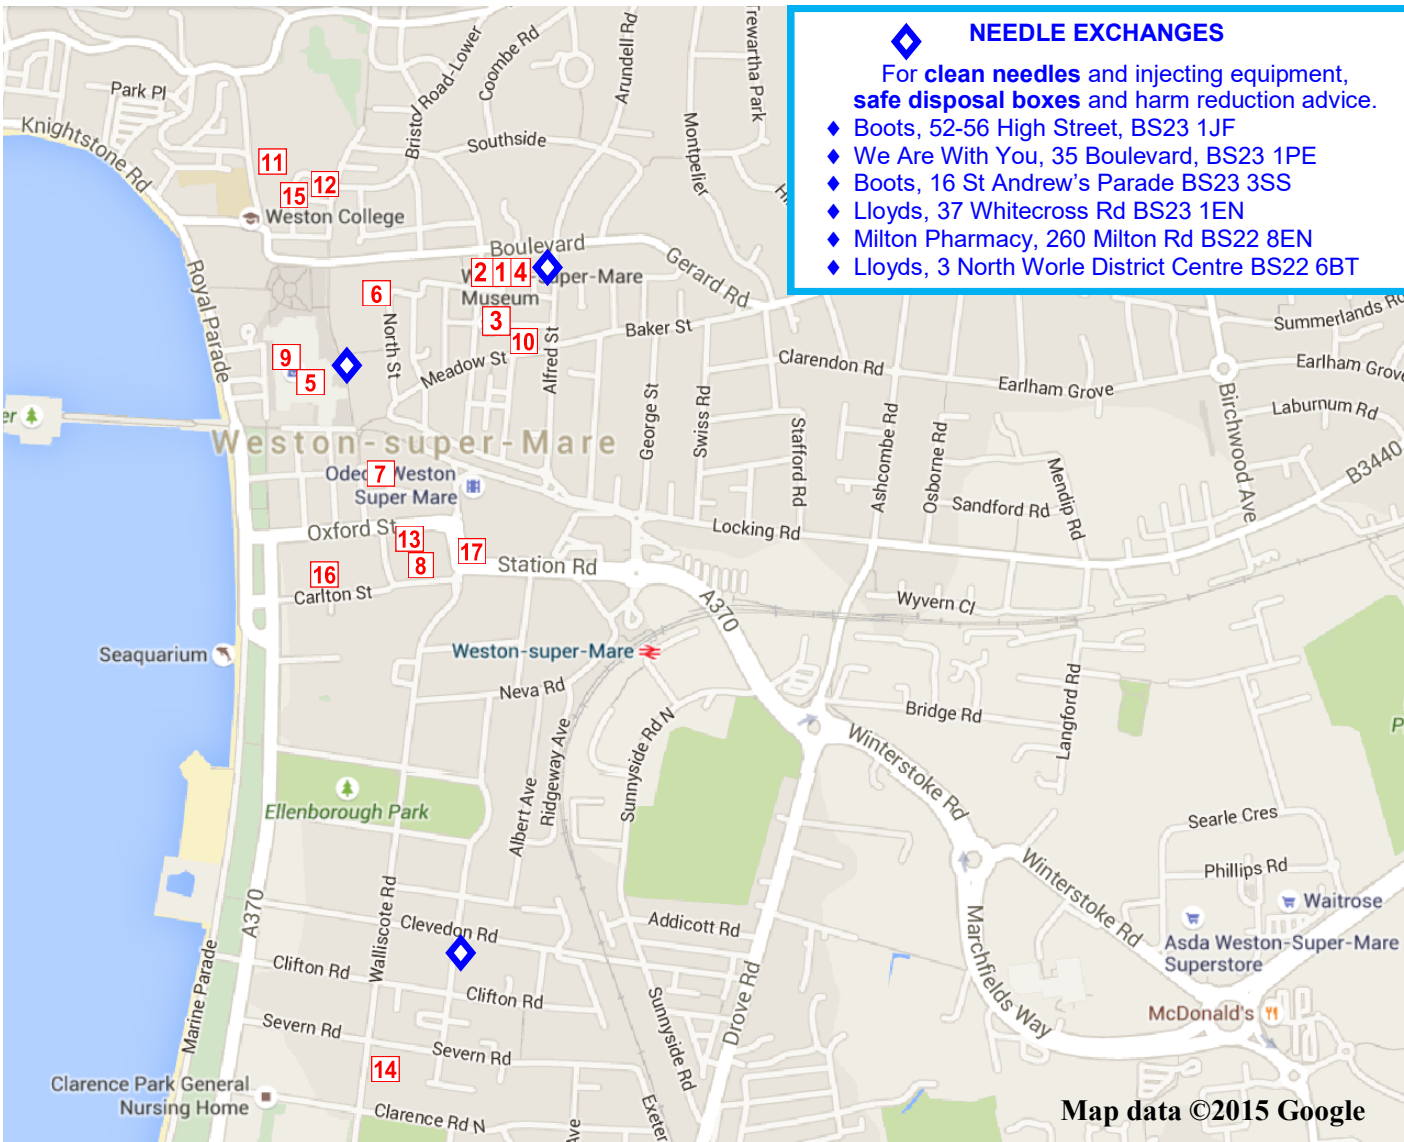 NEEDLE EXCHANGES
For clean needles and injecting equipment,
safe disposal boxes and harm reduction advice.
♦ Boots, 52-56 High Street, BS23 1JF
♦ We Are With You, 35 Boulevard, BS23 1PE
♦ Boots, 16 St Andrew's Parade BS23 3SS
♦ Lloyds, 37 Whitecross Rd BS23 1EN
♦ Milton Pharmacy, 260 Milton Rd BS22 8EN
♦ Lloyds, 3 North Worle District Centre BS22 6BT
Trewartha Park
Arundell Rd
Coombe Rd
Bristol Road-Lower
Park Pl
Knightstone Rd
Southside
Montpelier
11
12
15
Weston College
Boulevard
Gerard Rd
Royal Parade
2 1 4
super-Mare
Museum
6
North St
3
10
Baker St
Summerlands Rd
Meadow St
Alfred St
9
5
Clarendon Rd
Earlham Grove
Earlham Grove
Birchwood Ave
Laburnum Rd
George St
Swiss Rd
Stafford Rd
Ashcombe Rd
Osborne Rd
Mendip Rd
B3440
er
Weston-super-Mare
7
Weston
Super Mare
Sandford Rd
Locking Rd
Oxford St
13
8
17
Station Rd
16
Carlton St
A370
Wyvern Cl
Seaquarium
Weston-super-Mare
Neva Rd
Langford Rd
Bridge Rd
Sunnyside Rd N
Ridgeway Ave
Albert Ave
Winterstoke Rd
Ellenborough Park
Searle Cres
Phillips Rd
Winterstoke Rd
Waitrose
A370
Walliscote Rd
Clevedon Rd
Addicott Rd
Asda Weston-Super-Mare
Superstore
Marchfields Way
Marine Parade
Clifton Rd
Clifton Rd
Drove Rd
McDonald's
Sunnyside Rd
Severn Rd
Severn Rd
14
Clarence Park General
Nursing Home
Clarence Rd N
Ave
Exeter
Map data ©2015 Google